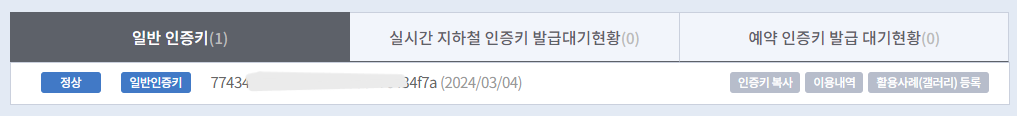 일반 인증키(1) 실시간 지하철 인증키 발급대기현황(0) 예약 인증키 발급 대기현황(0)
정상 일반인증키 77434 34f7a (2024/03/04) 인증키 복사 이용내역 활용사례(갤러리) 등록